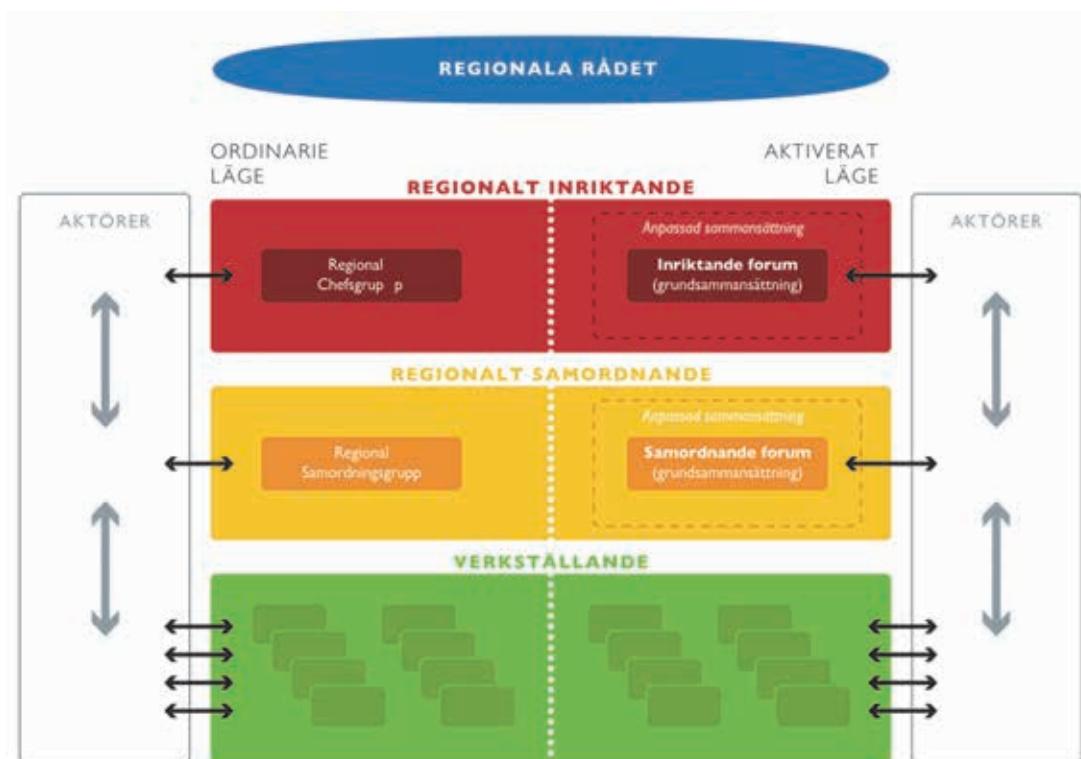 REGIONALA RÅDET
ORDINARIE
LÄGE
AKTIVERAT
LÄGE
REGIONALT INRIKTANDE
AKTÖRER
AKTÖRER
Anpassad sammansättning
Regional
Chefsgrup p
Inriktande forum
(grundsammansättning)
REGIONALT SAMORDNANDE
Anpassad sammansättning
Regional
Samordningsgrupp
Samordnande forum
(grundsammansättning)
VERKSTÄLLANDE